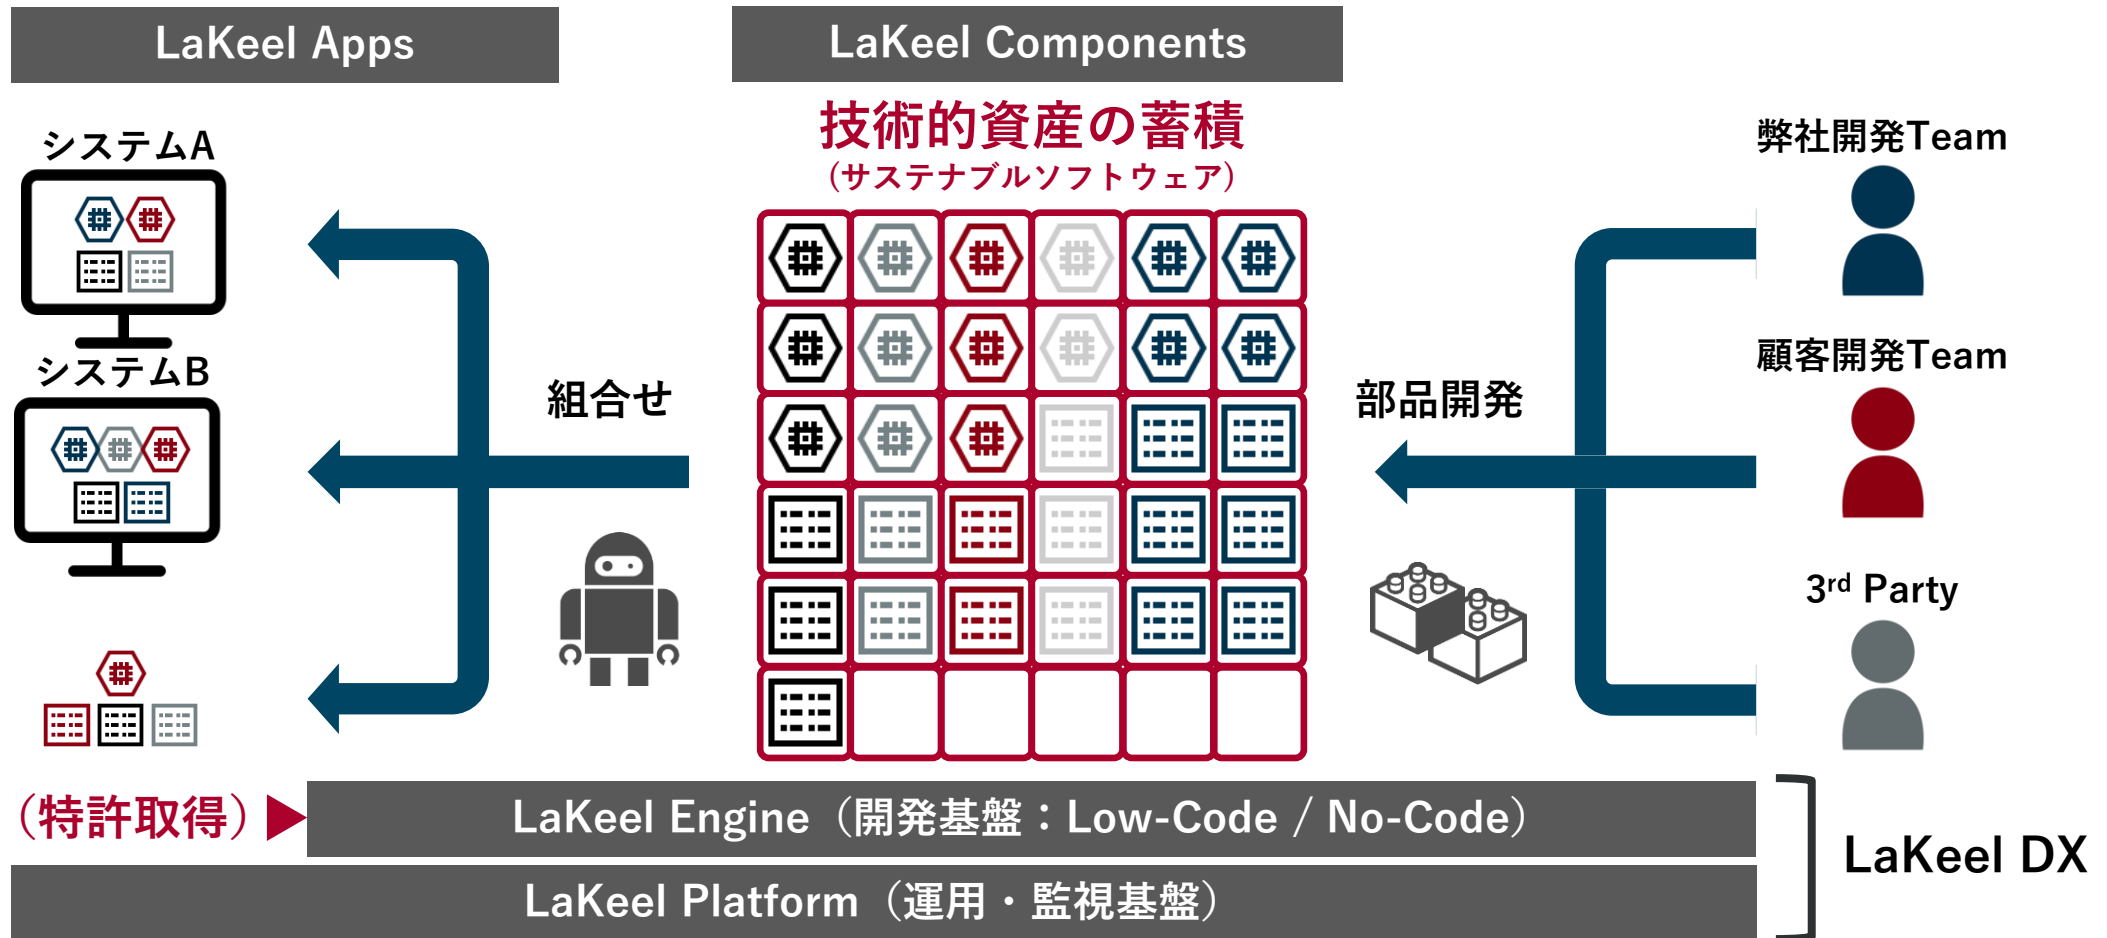 LaKeel Apps
LaKeel Components
技術的資産の蓄積
(サステナブルソフトウェア)
システムA
システムB
組合せ
部品開発
弊社開発Team
顧客開発Team
3rd Party
(特許取得)
LaKeel Engine（開発基盤：Low-Code / No-Code）
LaKeel Platform（運用・監視基盤）
LaKeel DX